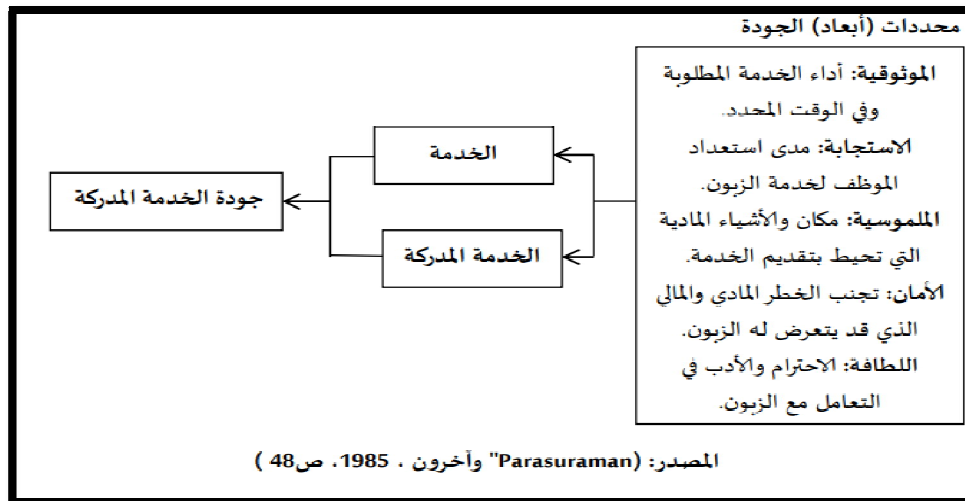 محددات (أبعاد) الجودة
الموثوقية: أداء الخدمة المطلوبة
وفي الوقت المحدد.
الاستجابة: مدى استعداد
الموظف لخدمة الزبون.
الملموسية: مكان والأشياء المادية
التي تحيط بتقديم الخدمة.
الأمان: تجنب الخطر المادي والمالي
الذي قد يتعرض له الزبون.
اللطافة: الاحترام والأدب في
التعامل مع الزبون.
الخدمة
الخدمة المدركة
جودة الخدمة المدركة
المصدر: (Parasuraman" وآخرون ، 1985، ص48 )